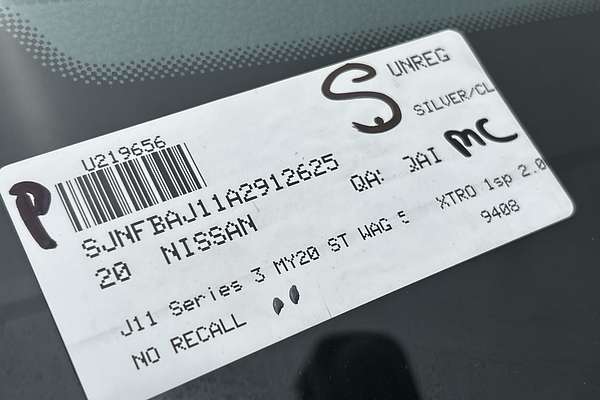 U219656
P
S
UNREG
SILVER/CL
MC
SJNFBAJ11A2912625
QA: QAI
20 NISSAN
J11 Series 3 MY20 ST WAG 5 XTRO 1sp 2.0
NO RECALL
9408